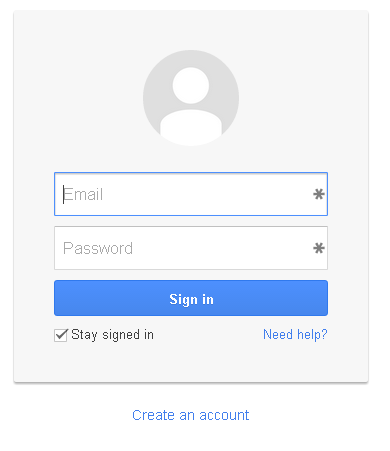 Email
Password
Sign in
Stay signed in Need help?
Create an account